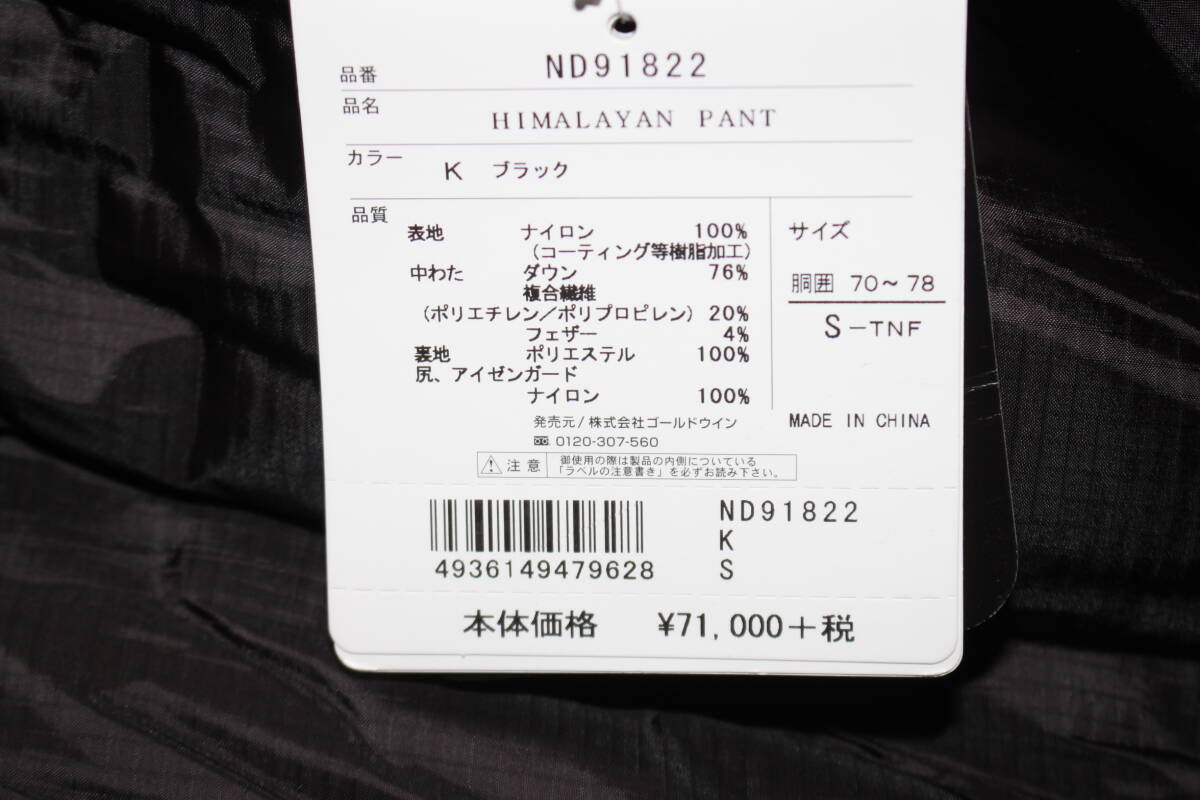 品番 ND91822
品名 HIMALAYAN PANT
カラー K ブラック
品質
表地 ナイロン 100%
(コーティング等樹脂加工)
中わた ダウン 76%
複合繊維
(ポリエチレン/ポリプロピレン) 20%
フェザー 4%
裏地 ポリエステル 100%
尻、アイゼンガード
ナイロン 100%
サイズ
胴囲 70~78
S-TNF
MADE IN CHINA
発売元/株式会社ゴールドウイン
0120-307-560
注意 御使用の際は製品の内側についている
「ラベルの注意書き」を必ずお読み下さい。
4936149479628
ND91822
K
S
本体価格 ¥71,000+税